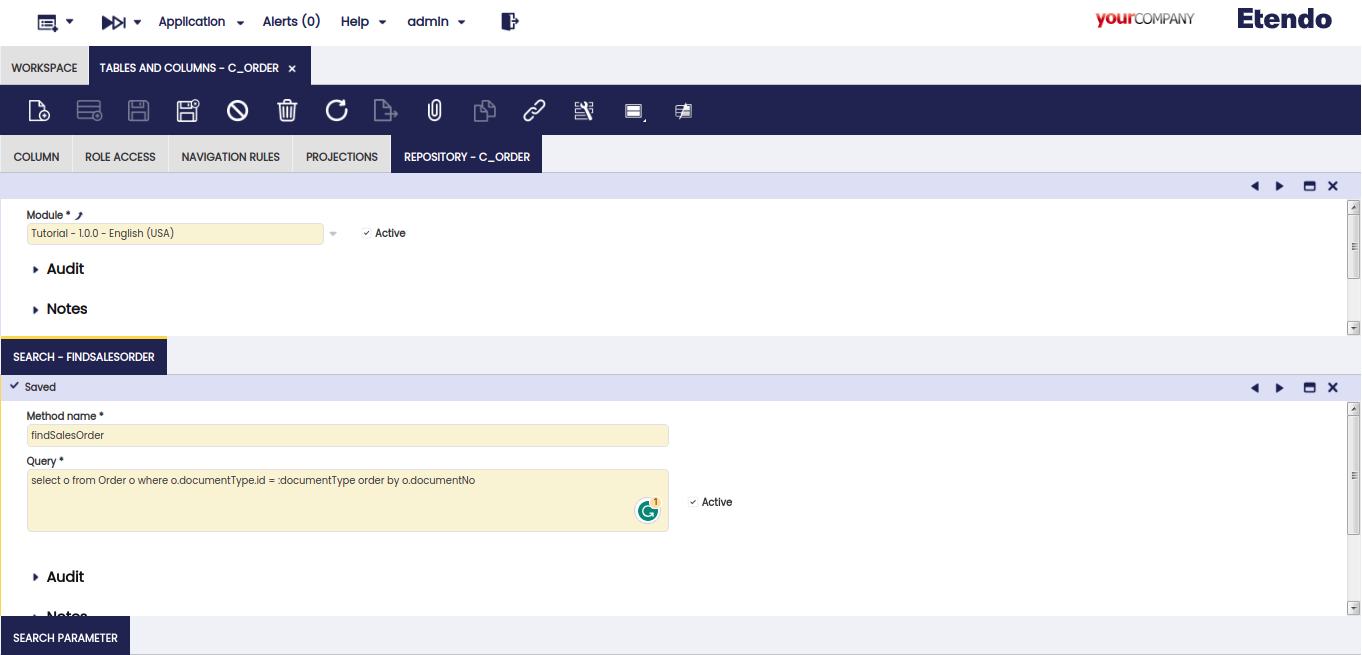 Application Alerts (0) Help admin yourCOMPANY Etendo
WORKSPACE TABLES AND COLUMNS - C_ORDER
COLUMN ROLE ACCESS NAVIGATION RULES PROJECTIONS REPOSITORY - C_ORDER
Module *
Tutorial - 1.0.0 - English (USA) Active
Audit
Notes
SEARCH - FINDSALESORDER
Saved
Method name *
findSalesOrder
Query *
select o from Order o where o.documentType.id = :documentType order by o.documentNo
1
Active
Audit
Notes
SEARCH PARAMETER